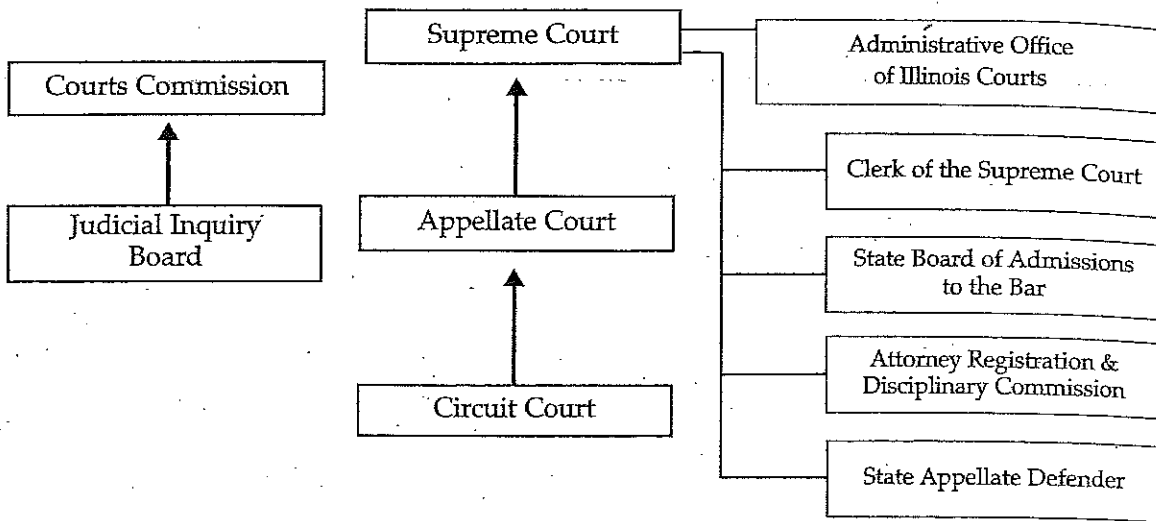 Supreme Court
Administrative Office
of Illinois Courts
Courts Commission
Clerk of the Supreme Court
Judicial Inquiry
Board
Appellate Court
State Board of Admissions
to the Bar
Attorney Registration &
Disciplinary Commission
Circuit Court
State Appellate Defender